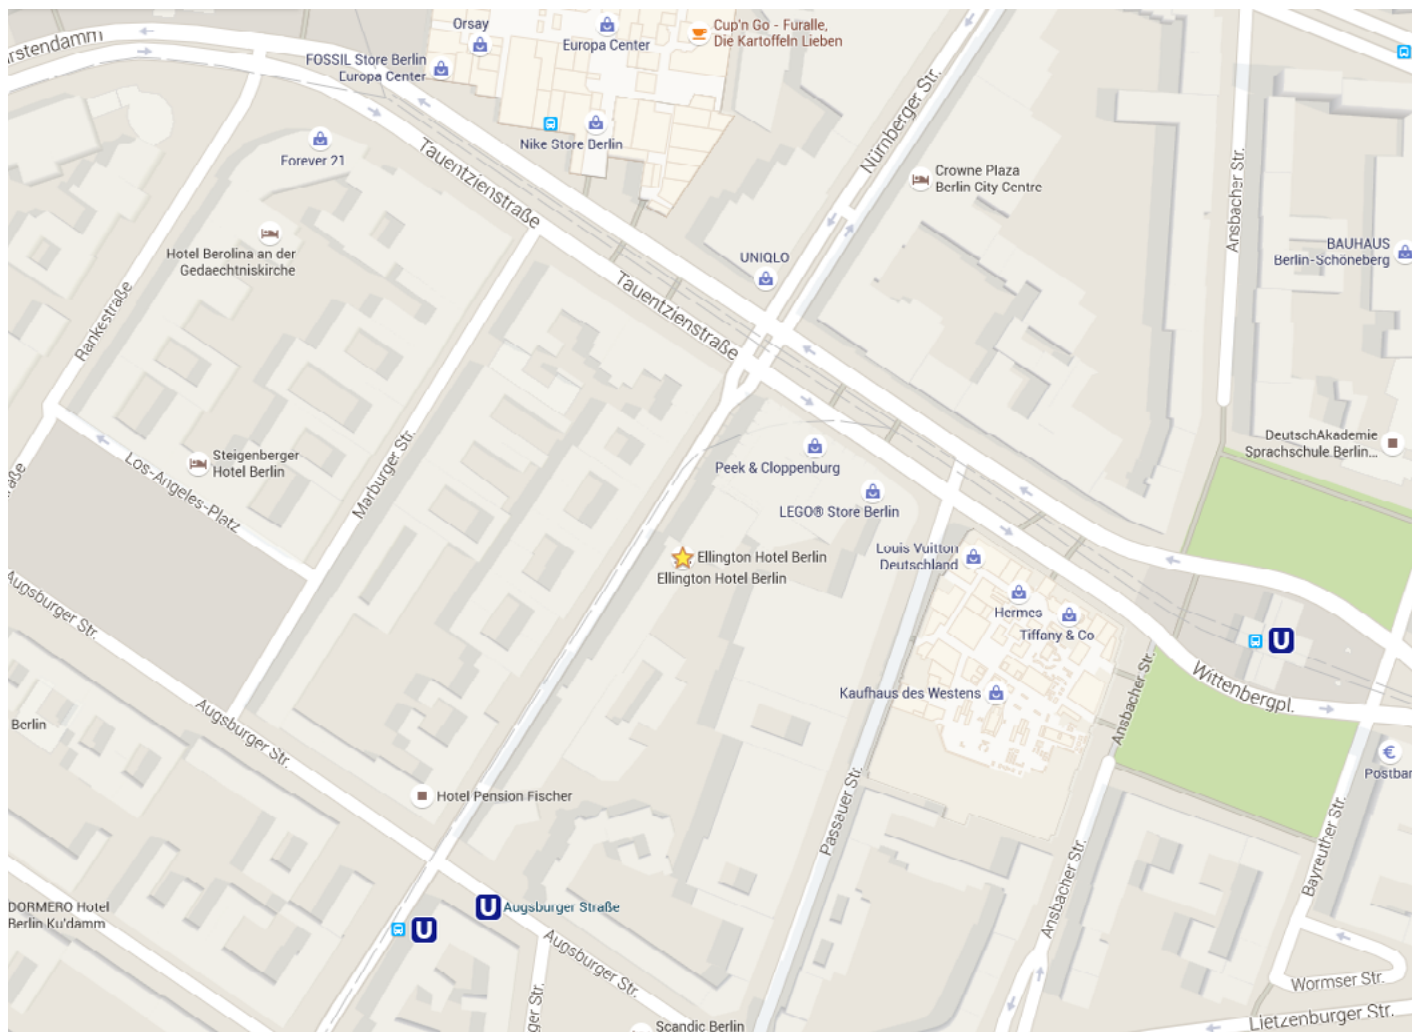 Orsay
Europa Center
Cup'n Go - Furalle,
Die Kartoffeln Lieben
rstendamm
FOSSIL Store Berlin
Europa Center
Nürnberger Str.
Nike Store Berlin
Forever 21
Tauentzienstraße
Crowne Plaza
Berlin City Centre
Ansbacher Str.
Hotel Berolina an der
Gedaechtniskirche
UNIQLO
BAUHAUS
Berlin-Schöneberg
Rankestraße
Tauentzienstraße
Steigenberger
Hotel Berlin
Los-Angeles-Platz
Marburger Str.
Peek & Cloppenburg
DeutschAkademie
Sprachschule Berlin...
raße
LEGO® Store Berlin
Ellington Hotel Berlin
Ellington Hotel Berlin
Louis Vuitton
Deutschland
Hermes
Tiffany & Co
Augsburger Str.
U
Kaufhaus des Westens
Ansbacher Str.
Wittenbergpl.
Berlin
Augsburger Str.
€
Postbar
Hotel Pension Fischer
Passauer Str.
Bayreuther Str.
DORMERO Hotel
Berlin Ku'damm
U Augsburger Straße
U
Ansbacher Str.
Augsburger Str.
ger Str.
Wormser Str.
Scandic Berlin
Lietzenburger Str.